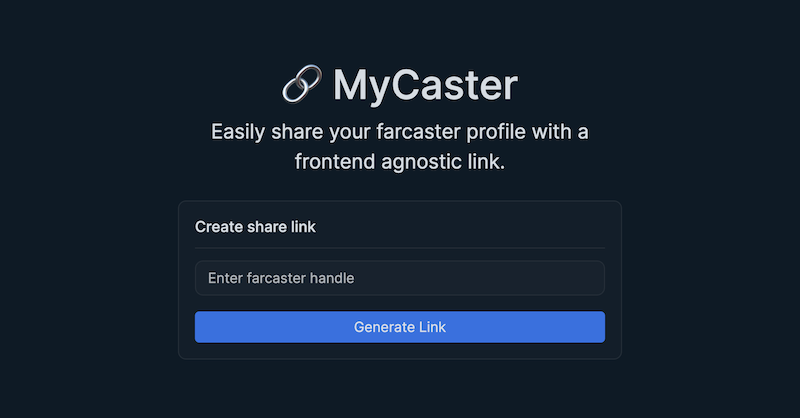 MyCaster
Easily share your farcaster profile with a
frontend agnostic link.
Create share link
Enter farcaster handle
Generate Link